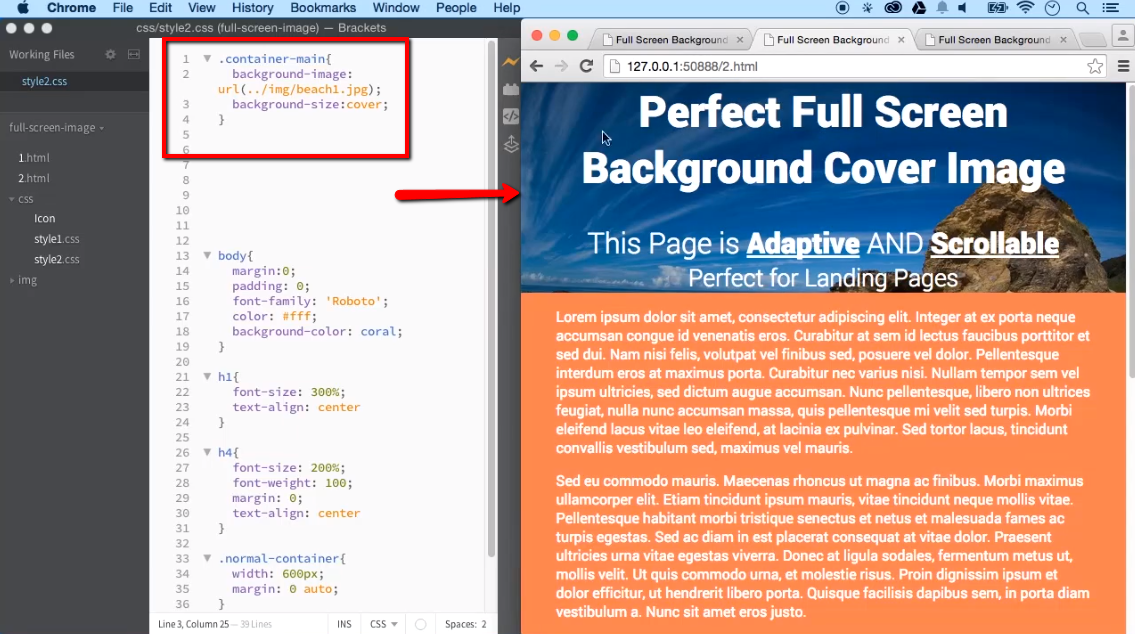 Chrome File Edit View History Bookmarks Window People Help
css/style2.css (full-screen-image) — Brackets
Working Files
style2.css
full-screen-image
1.html
2.html
css
Icon
style1.css
style2.css
img
1 .container-main{
2 background-image:
url(../img/beach1.jpg);
3 background-size:cover;
4 }
5
6
7
8
9
10
11
12
13 body{
14 margin:0;
15 padding: 0;
16 font-family: 'Roboto';
17 color: #fff;
18 background-color: coral;
19 }
20
21 h1{
22 font-size: 300%;
23 text-align: center
24 }
25
26 h4{
27 font-size: 200%;
28 font-weight: 100;
29 margin: 0;
30 text-align: center
31 }
32
33 .normal-container{
34 width: 600px;
35 margin: 0 auto;
36 }
Line 3, Column 25 — 39 Lines INS CSS Spaces: 2
Full Screen Background Full Screen Background Full Screen Background
127.0.0.1:50888/2.html
Perfect Full Screen
Background Cover Image
This Page is Adaptive AND Scrollable
Perfect for Landing Pages
Lorem ipsum dolor sit amet, consectetur adipiscing elit. Integer at ex porta neque
accumsan congue id venenatis eros. Curabitur at sem id lectus faucibus porttitor et
sed dui. Nam nisi felis, volutpat vel finibus sed, posuere vel dolor. Pellentesque
interdum eros at maximus porta. Curabitur nec varius nisi. Nullam tempor sem vel
ipsum ultricies, sed dictum augue accumsan. Nunc pellentesque, libero non ultrices
feugiat, nulla nunc accumsan massa, quis pellentesque mi velit sed turpis. Morbi
eleifend lacus vitae leo eleifend, at lacinia ex pulvinar. Sed tortor lacus, tincidunt
convallis vestibulum sed, maximus vel mauris.
Sed eu commodo mauris. Maecenas rhoncus ut magna ac finibus. Morbi maximus
ullamcorper elit. Etiam tincidunt ipsum mauris, vitae tincidunt neque mollis vitae.
Pellentesque habitant morbi tristique senectus et netus et malesuada fames ac
turpis egestas. Sed ac diam in est placerat consequat at vitae dolor. Praesent
ultricies urna vitae egestas viverra. Donec at ligula sodales, fermentum metus ut,
mollis velit. Ut quis commodo urna, et molestie risus. Proin dignissim ipsum et
dolor efficitur, ut hendrerit libero porta. Quisque facilisis dapibus sem, in porta diam
vestibulum a. Nunc sit amet eros justo.